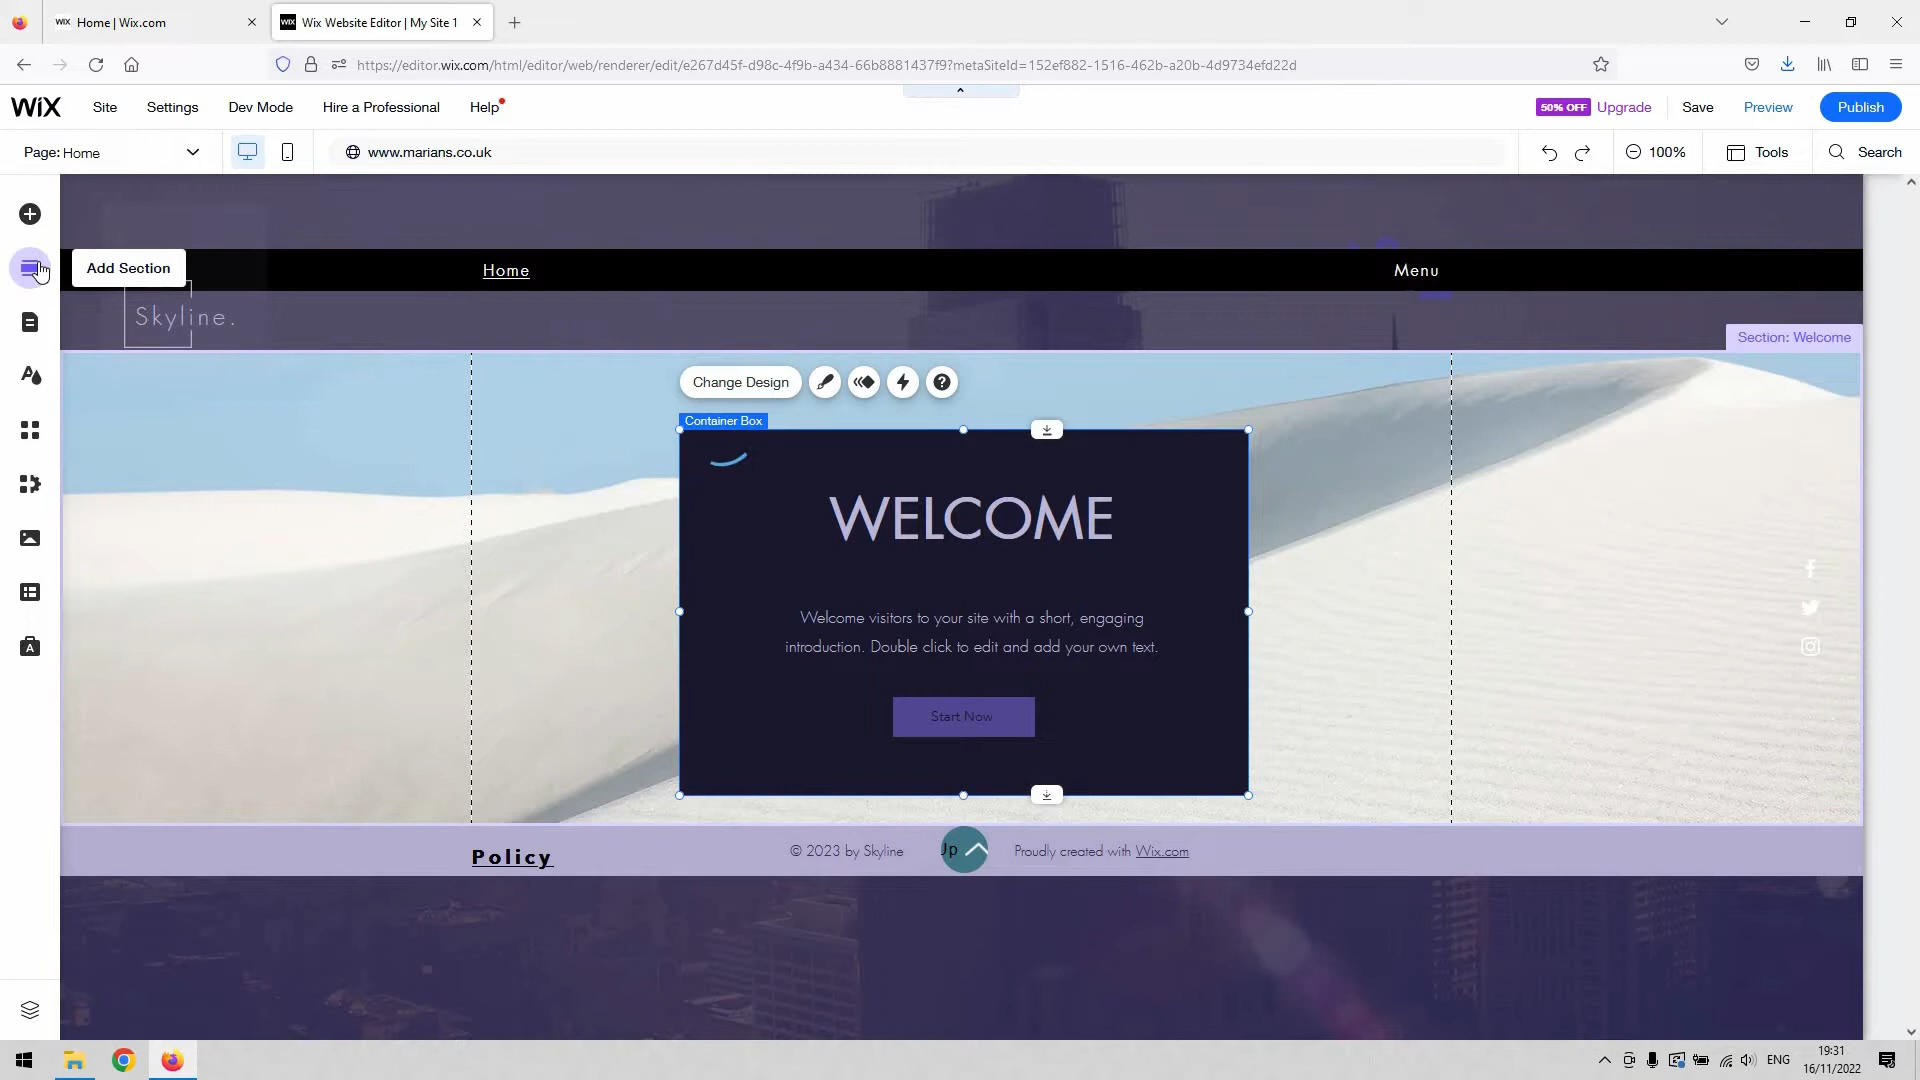 WIX Home | Wix.com
WIX Wix Website Editor | My Site 1
https://editor.wix.com/html/editor/web/renderer/edit/e267d45f-d98c-4f9b-a434-66b8881437f9?metaSiteId=152ef882-1516-462b-a20b-4d9734efd22d
WIX Site Settings Dev Mode Hire a Professional Help 50% OFF Upgrade Save Preview Publish
Page: Home www.marians.co.uk 100% Tools Search
Add Section
Home Menu
Skyline.
Section: Welcome
Change Design
Container Box
WELCOME
Welcome visitors to your site with a short, engaging
introduction. Double click to edit and add your own text.
Start Now
Policy © 2023 by Skyline Up Proudly created with Wix.com
ENG 19:31
16/11/2022